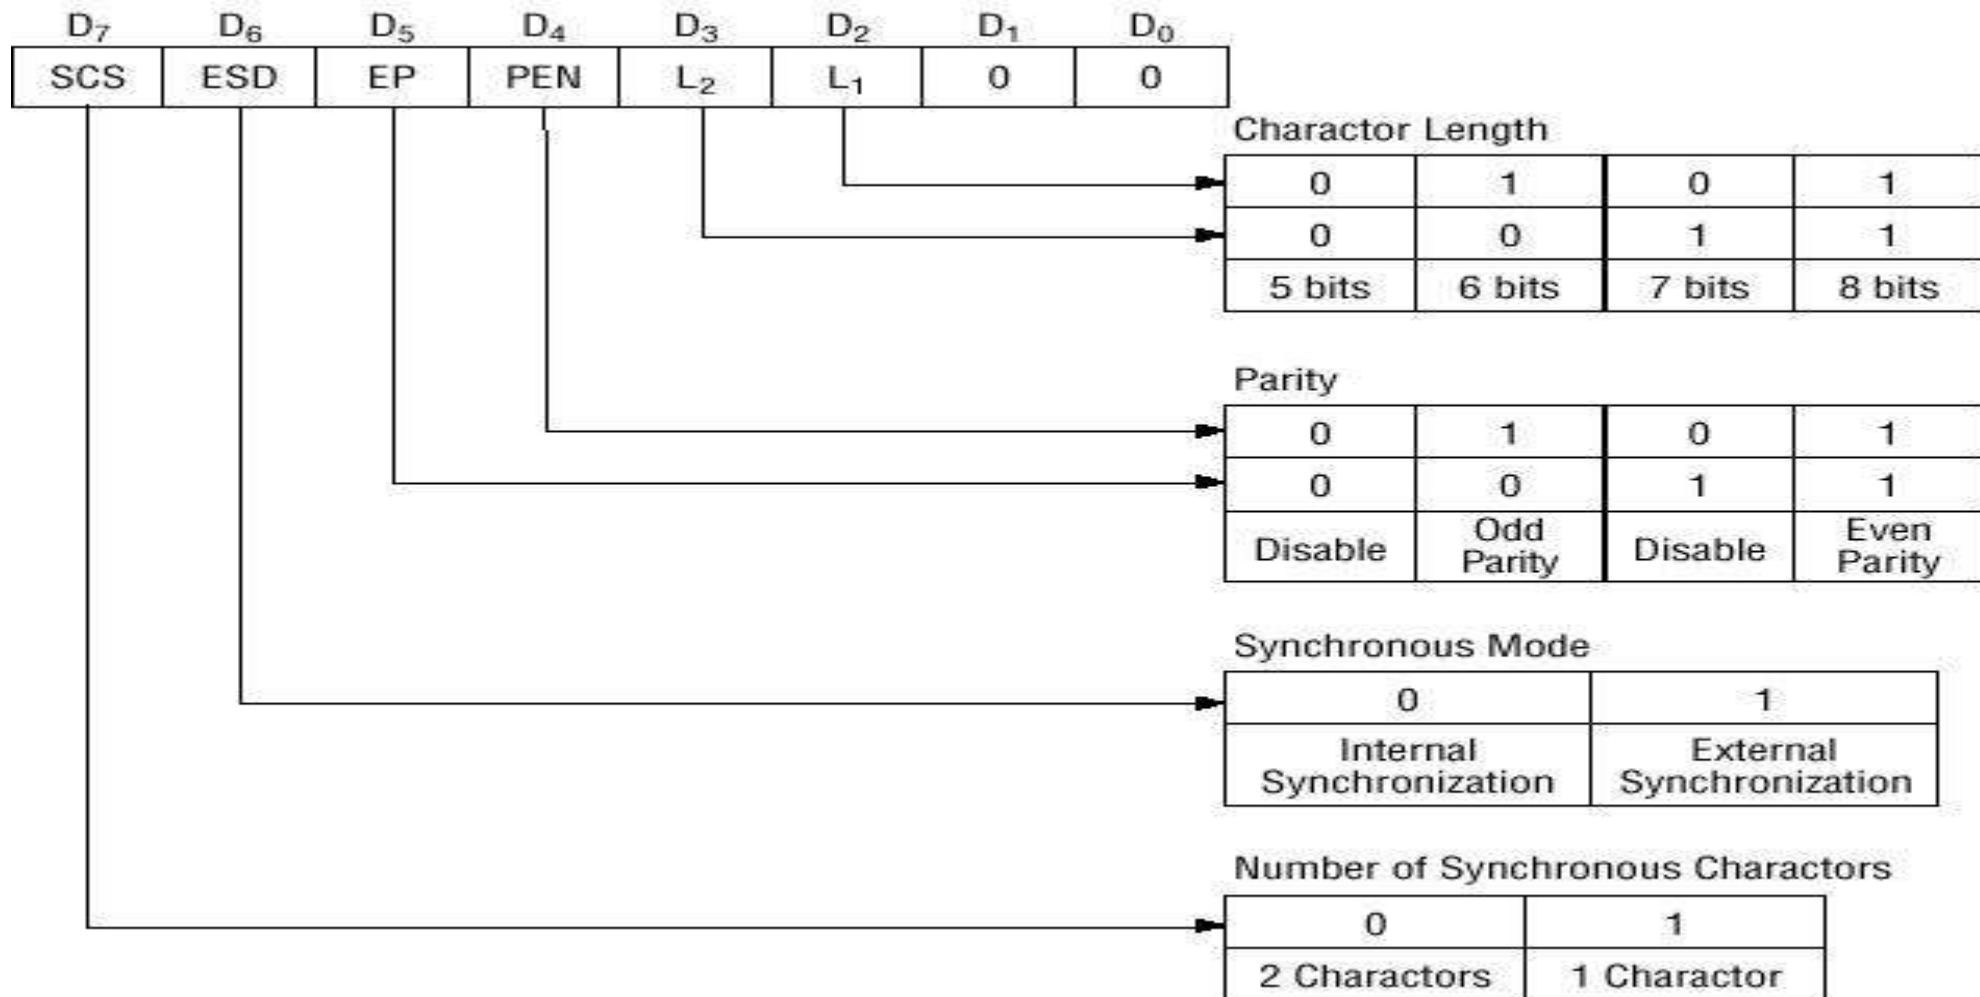 D₇ D₆ D₅ D₄ D₃ D₂ D₁ D₀
SCS ESD EP PEN L₂ L₁ 0 0
Charactor Length
0 1 0 1
0 0 1 1
5 bits 6 bits 7 bits 8 bits
Parity
0 1 0 1
0 0 1 1
Disable Odd Parity Disable Even Parity
Synchronous Mode
0 1
Internal Synchronization External Synchronization
Number of Synchronous Charactors
0 1
2 Charactors 1 Charactor